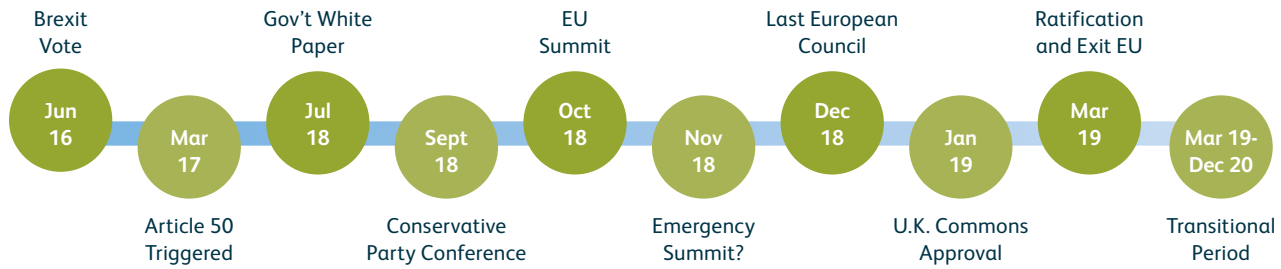 Brexit
Vote
Jun
16
Mar
17
Article 50
Triggered
Gov't White
Paper
Jul
18
Sept
18
Conservative
Party Conference
EU
Summit
Oct
18
Nov
18
Emergency
Summit?
Last European
Council
Dec
18
Jan
19
U.K. Commons
Approval
Ratification
and Exit EU
Mar
19
Mar 19-
Dec 20
Transitional
Period